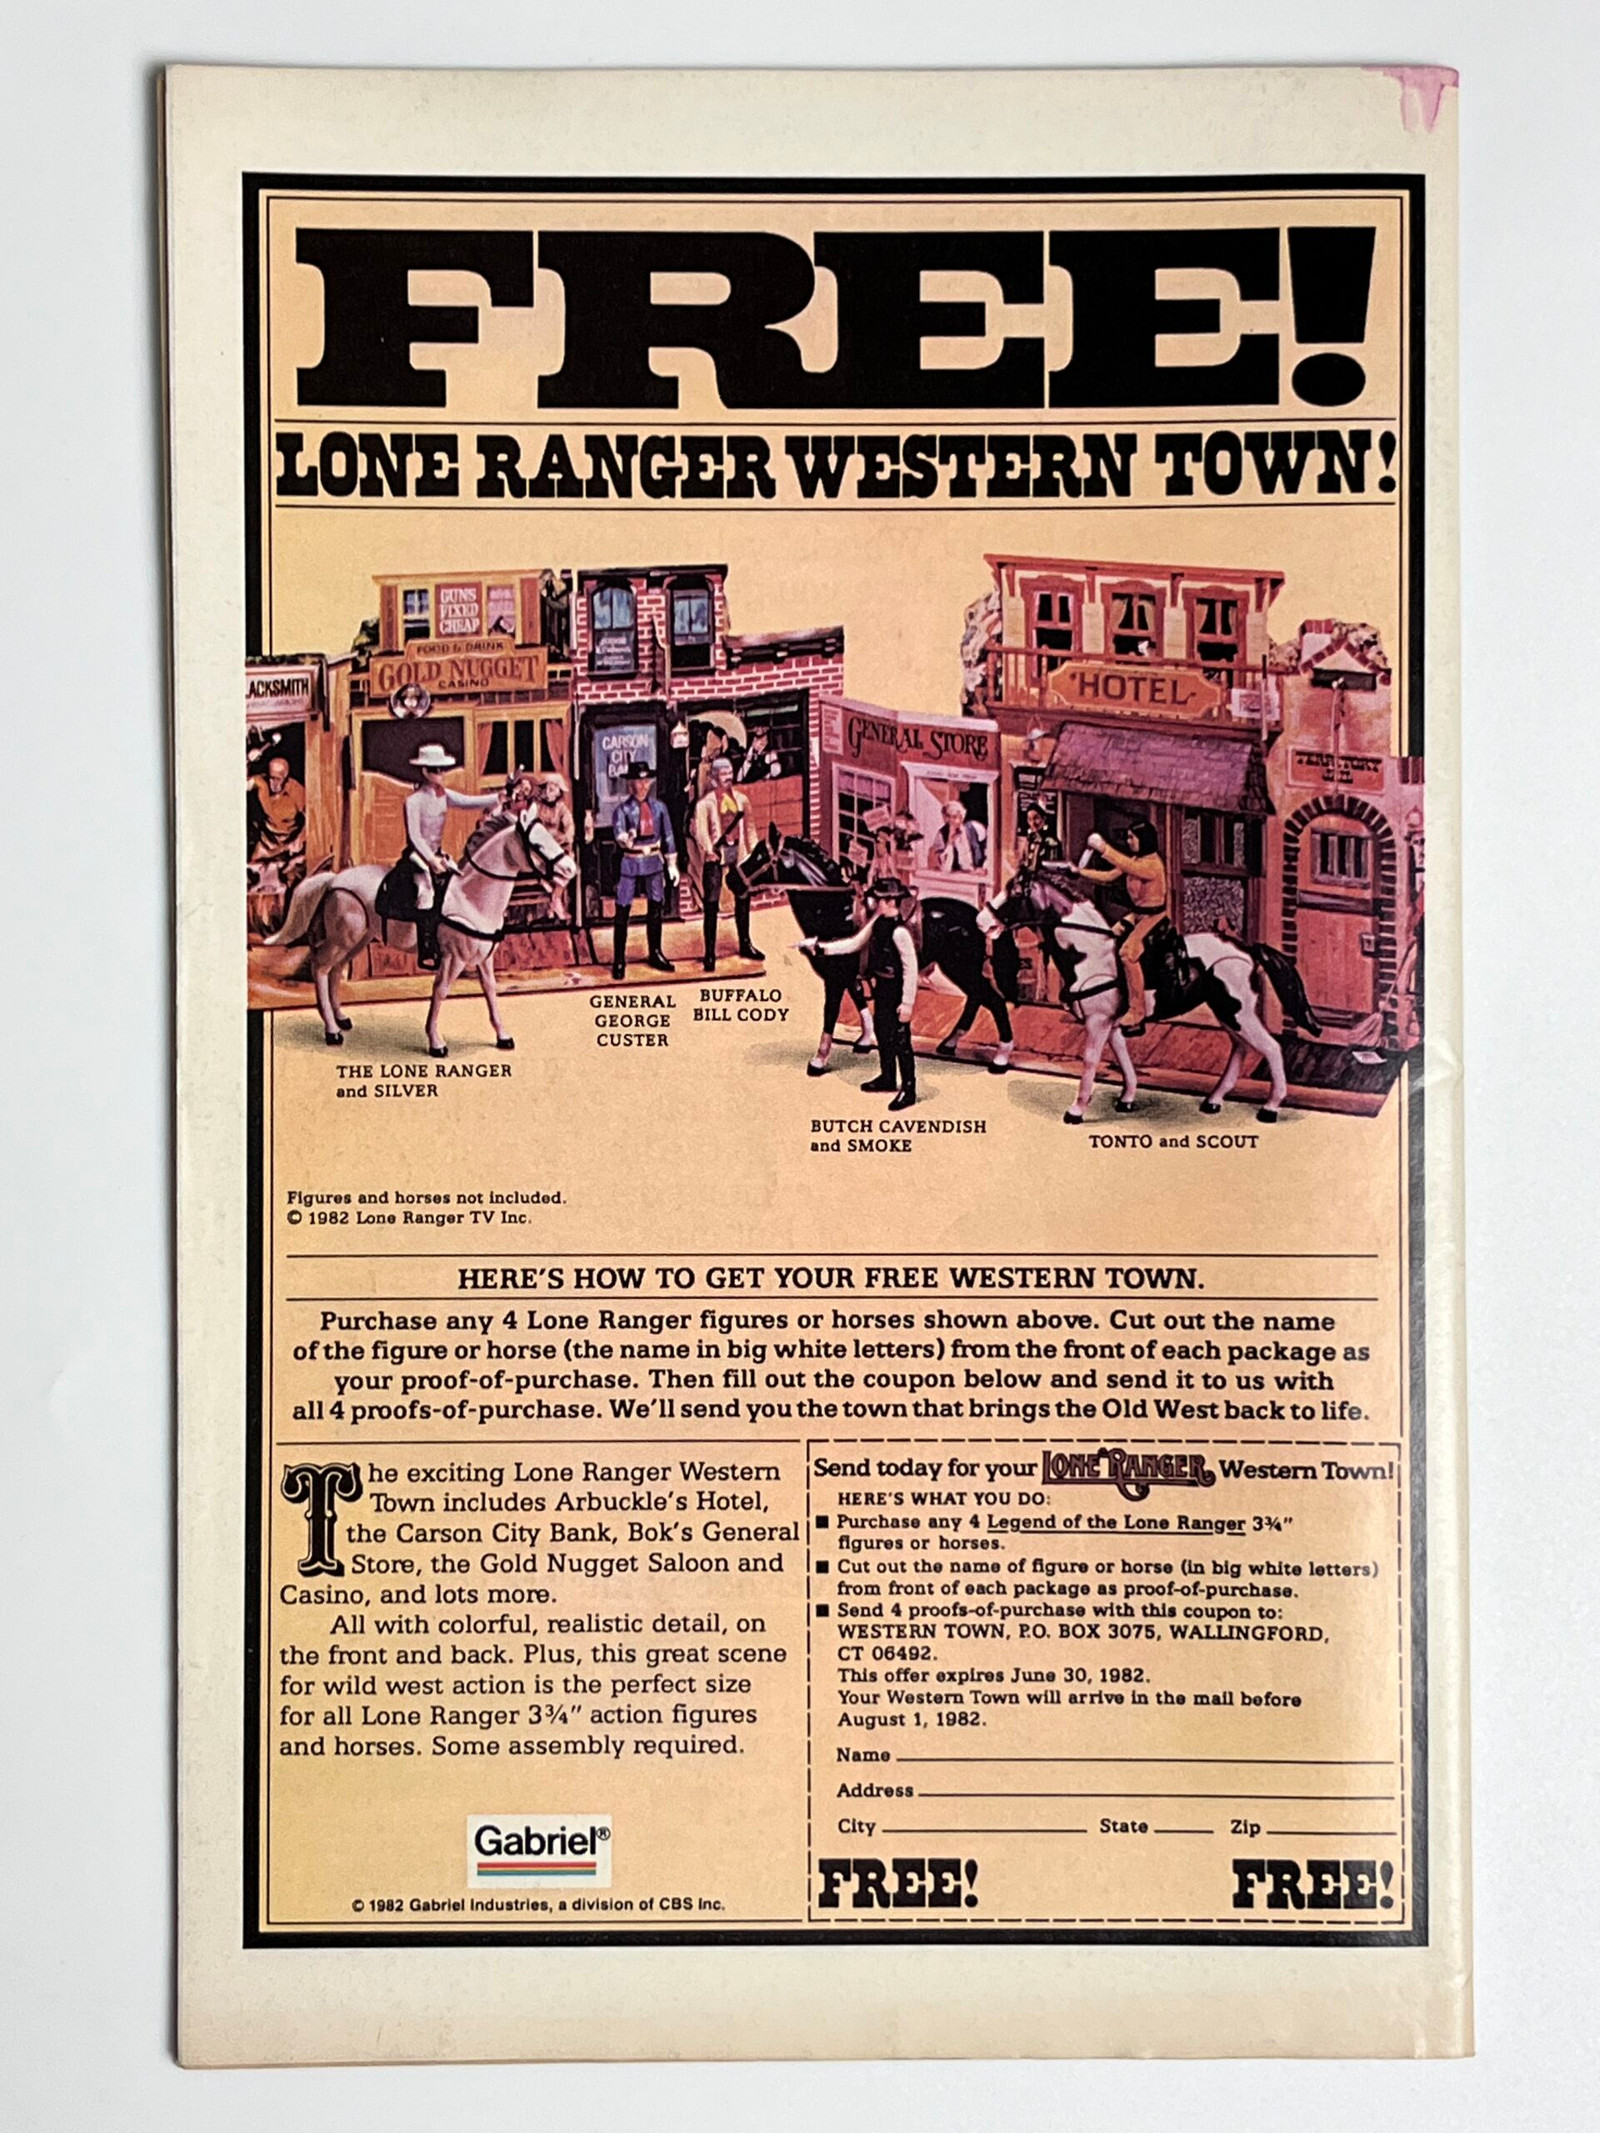 FREE!
LONE RANGER WESTERN TOWN!
GUNS
FIXED
CHEAP
FOOD & DRINK
GOLD NUGGET
CASINO
ACKSMITH
CARSON
CITY
GENERAL STORE
HOTEL
TERRITORY
JAIL
GENERAL
GEORGE
CUSTER
BUFFALO
BILL CODY
THE LONE RANGER
and SILVER
BUTCH CAVENDISH
and SMOKE
TONTO and SCOUT
Figures and horses not included.
© 1982 Lone Ranger TV Inc.
HERE'S HOW TO GET YOUR FREE WESTERN TOWN.
Purchase any 4 Lone Ranger figures or horses shown above. Cut out the name
of the figure or horse (the name in big white letters) from the front of each package as
your proof-of-purchase. Then fill out the coupon below and send it to us with
all 4 proofs-of-purchase. We'll send you the town that brings the Old West back to life.
The exciting Lone Ranger Western
Town includes Arbuckle's Hotel,
the Carson City Bank, Bok's General
Store, the Gold Nugget Saloon and
Casino, and lots more.
All with colorful, realistic detail, on
the front and back. Plus, this great scene
for wild west action is the perfect size
for all Lone Ranger 3¾" action figures
and horses. Some assembly required.
Gabriel®
© 1982 Gabriel Industries, a division of CBS Inc.
Send today for your LONE RANGER Western Town!
HERE'S WHAT YOU DO:
■ Purchase any 4 Legend of the Lone Ranger 3¾"
figures or horses.
■ Cut out the name of figure or horse (in big white letters)
from front of each package as proof-of-purchase.
■ Send 4 proofs-of-purchase with this coupon to:
WESTERN TOWN, P.O. BOX 3075, WALLINGFORD,
CT 06492.
This offer expires June 30, 1982.
Your Western Town will arrive in the mail before
August 1, 1982.
Name
Address
City State Zip
FREE! FREE!